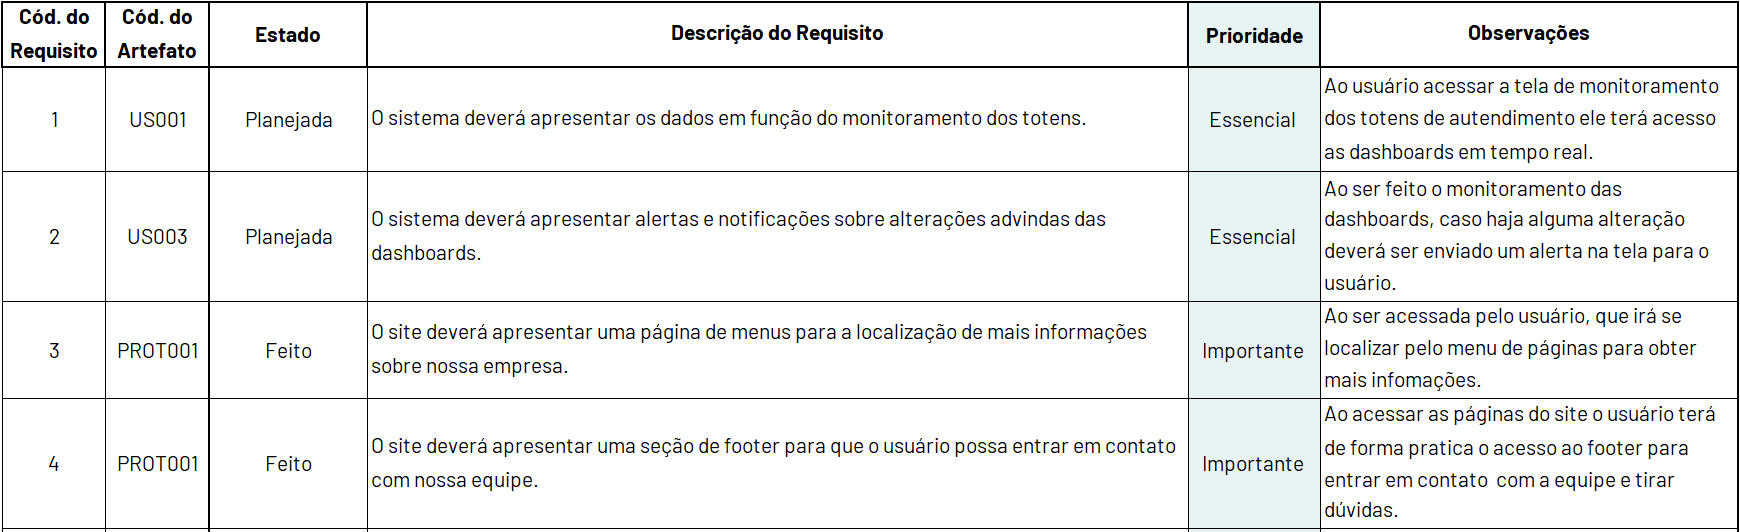 Cód. do Requisito
Cód. do Artefato
Estado
Descrição do Requisito
Prioridade
Observações
1
US001
Planejada
O sistema deverá apresentar os dados em função do monitoramento dos totens.
Essencial
Ao usuário acessar a tela de monitoramento
dos totens de autendimento ele terá acesso
as dashboards em tempo real.
2
US003
Planejada
O sistema deverá apresentar alertas e notificações sobre alterações advindas das
dashboards.
Essencial
Ao ser feito o monitoramento das
dashboards, caso haja alguma alteração
deverá ser enviado um alerta na tela para o
usuário.
3
PROT001
Feito
O site deverá apresentar uma página de menus para a localização de mais informações
sobre nossa empresa.
Importante
Ao ser acessada pelo usuário, que irá se
localizar pelo menu de páginas para obter
mais infomações.
4
PROT001
Feito
O site deverá apresentar uma seção de footer para que o usuário possa entrar em contato
com nossa equipe.
Importante
Ao acessar as páginas do site o usuário terá
de forma pratica o acesso ao footer para
entrar em contato  com a equipe e tirar
dúvidas.